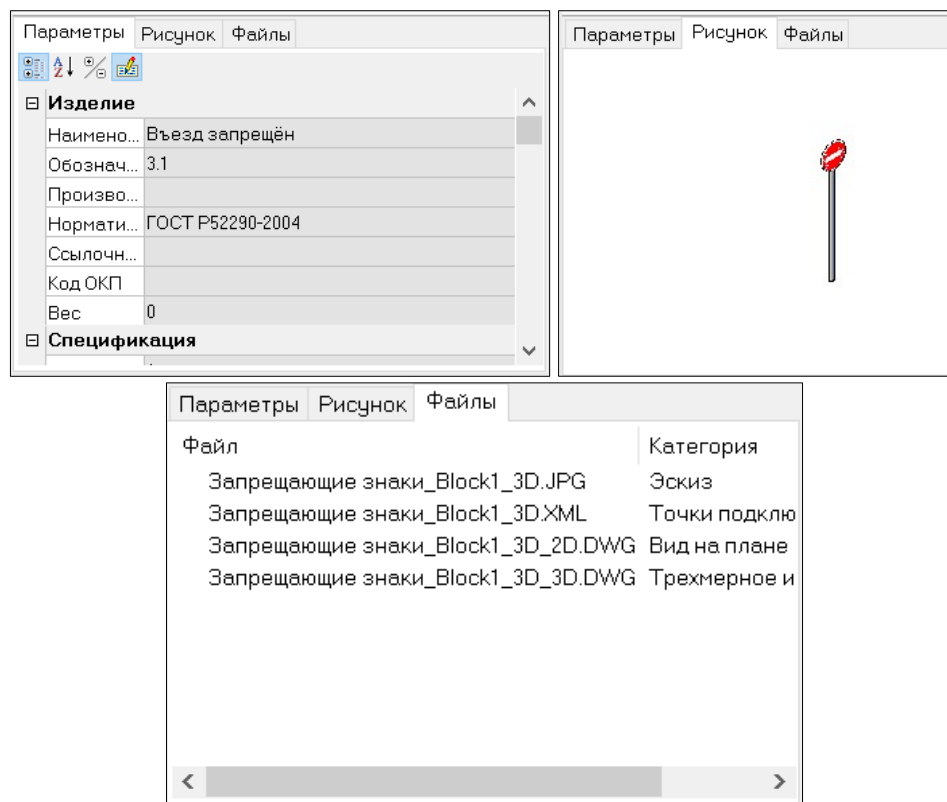 Параметры Рисунок Файлы
Изделие
Наимено... Въезд запрещён
Обознач... 3.1
Произво...
Нормати... ГОСТ Р52290-2004
Ссылочн...
Код ОКП
Вес 0
Спецификация
Параметры Рисунок Файлы
Параметры Рисунок Файлы
Файл Категория
Запрещающие знаки_Block1_3D.JPG Эскиз
Запрещающие знаки_Block1_3D.XML Точки подклю
Запрещающие знаки_Block1_3D_2D.DWG Вид на плане
Запрещающие знаки_Block1_3D_3D.DWG Трехмерное и